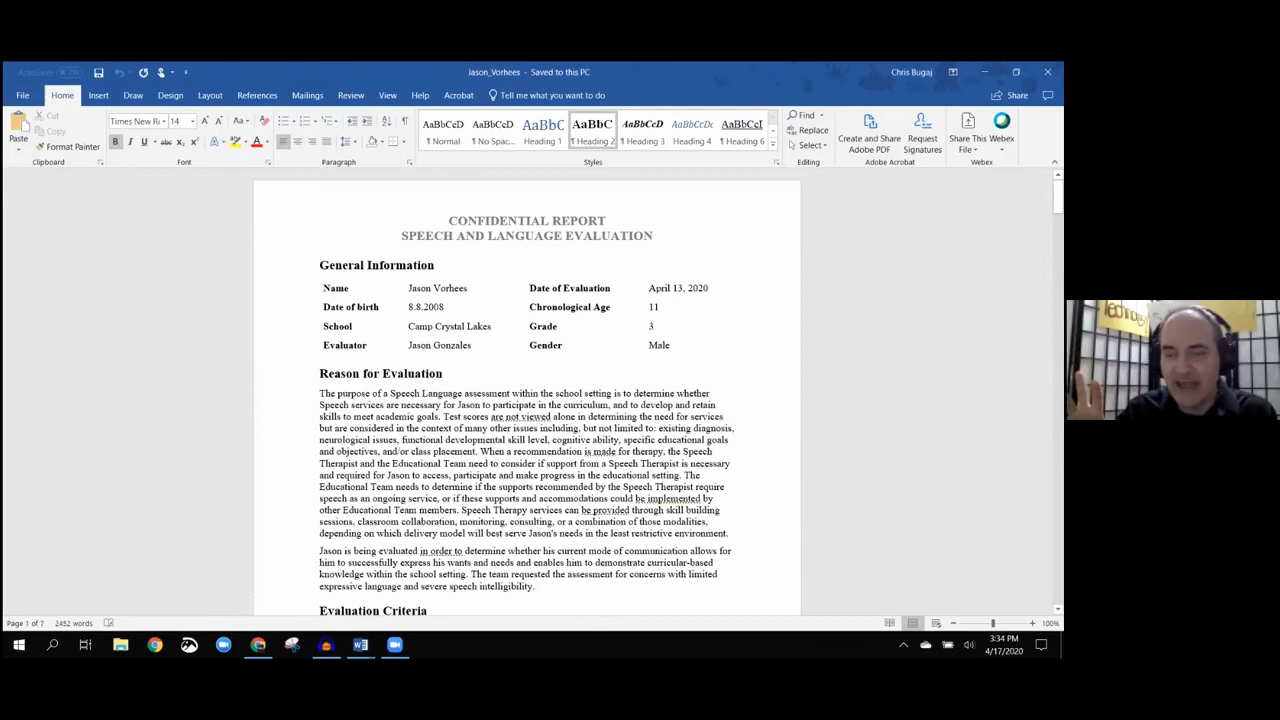 AutoSave Off
Jason_Vorhees - Saved to this PC
Chris Bugaj
File Home Insert Draw Design Layout References Mailings Review View Help Acrobat Tell me what you want to do Share
Paste
Cut
Copy
Format Painter
Clipboard
Times New R 14
Font
Paragraph
AaBbCcD AaBbCcD AaBbC AaBbC AaBbCcD AaBbCcDc AaBbCcI
¶ Normal ¶ No Spac... Heading 1 ¶ Heading 2 ¶ Heading 3 Heading 4 ¶ Heading 6
Styles
Find
Replace
Select
Editing
Create and Share
Adobe PDF
Request
Signatures
Adobe Acrobat
Share This
File
Webex
Webex
CONFIDENTIAL REPORT
SPEECH AND LANGUAGE EVALUATION
General Information
Name Jason Vorhees Date of Evaluation April 13, 2020
Date of birth 8.8.2008 Chronological Age 11
School Camp Crystal Lakes Grade 3
Evaluator Jason Gonzales Gender Male
Reason for Evaluation
The purpose of a Speech Language assessment within the school setting is to determine whether
Speech services are necessary for Jason to participate in the curriculum, and to develop and retain
skills to meet academic goals. Test scores are not viewed alone in determining the need for services
but are considered in the context of many other issues including, but not limited to: existing diagnosis,
neurological issues, functional developmental skill level, cognitive ability, specific educational goals
and objectives, and/or class placement. When a recommendation is made for therapy, the Speech
Therapist and the Educational Team need to consider if support from a Speech Therapist is necessary
and required for Jason to access, participate and make progress in the educational setting. The
Educational Team needs to determine if the supports recommended by the Speech Therapist require
speech as an ongoing service, or if these supports and accommodations could be implemented by
other Educational Team members. Speech Therapy services can be provided through skill building
sessions, classroom collaboration, monitoring, consulting, or a combination of those modalities,
depending on which delivery model will best serve Jason's needs in the least restrictive environment.
Jason is being evaluated in order to determine whether his current mode of communication allows for
him to successfully express his wants and needs and enables him to demonstrate curricular-based
knowledge within the school setting. The team requested the assessment for concerns with limited
expressive language and severe speech intelligibility.
Evaluation Criteria
Page 1 of 7 2452 words
100%
3:34 PM
4/17/2020